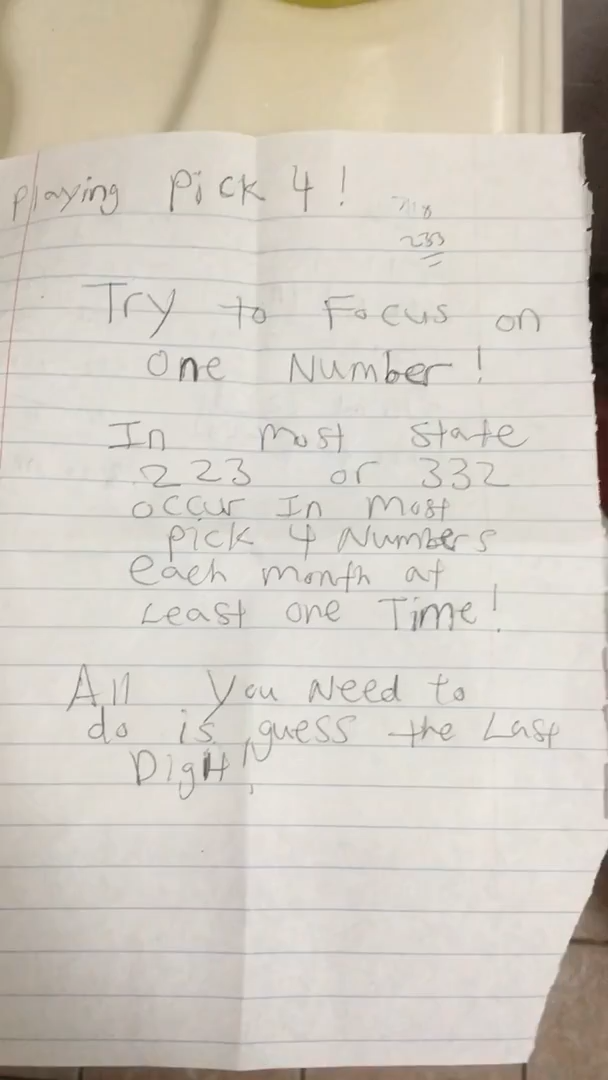 playing Pick 4!
233
Try to Focus on
One Number!
In most state
223 or 332
occur In Most
pick 4 Numbers
each month at
Least one Time!
All you Need to
do is guess the Last
Digit!